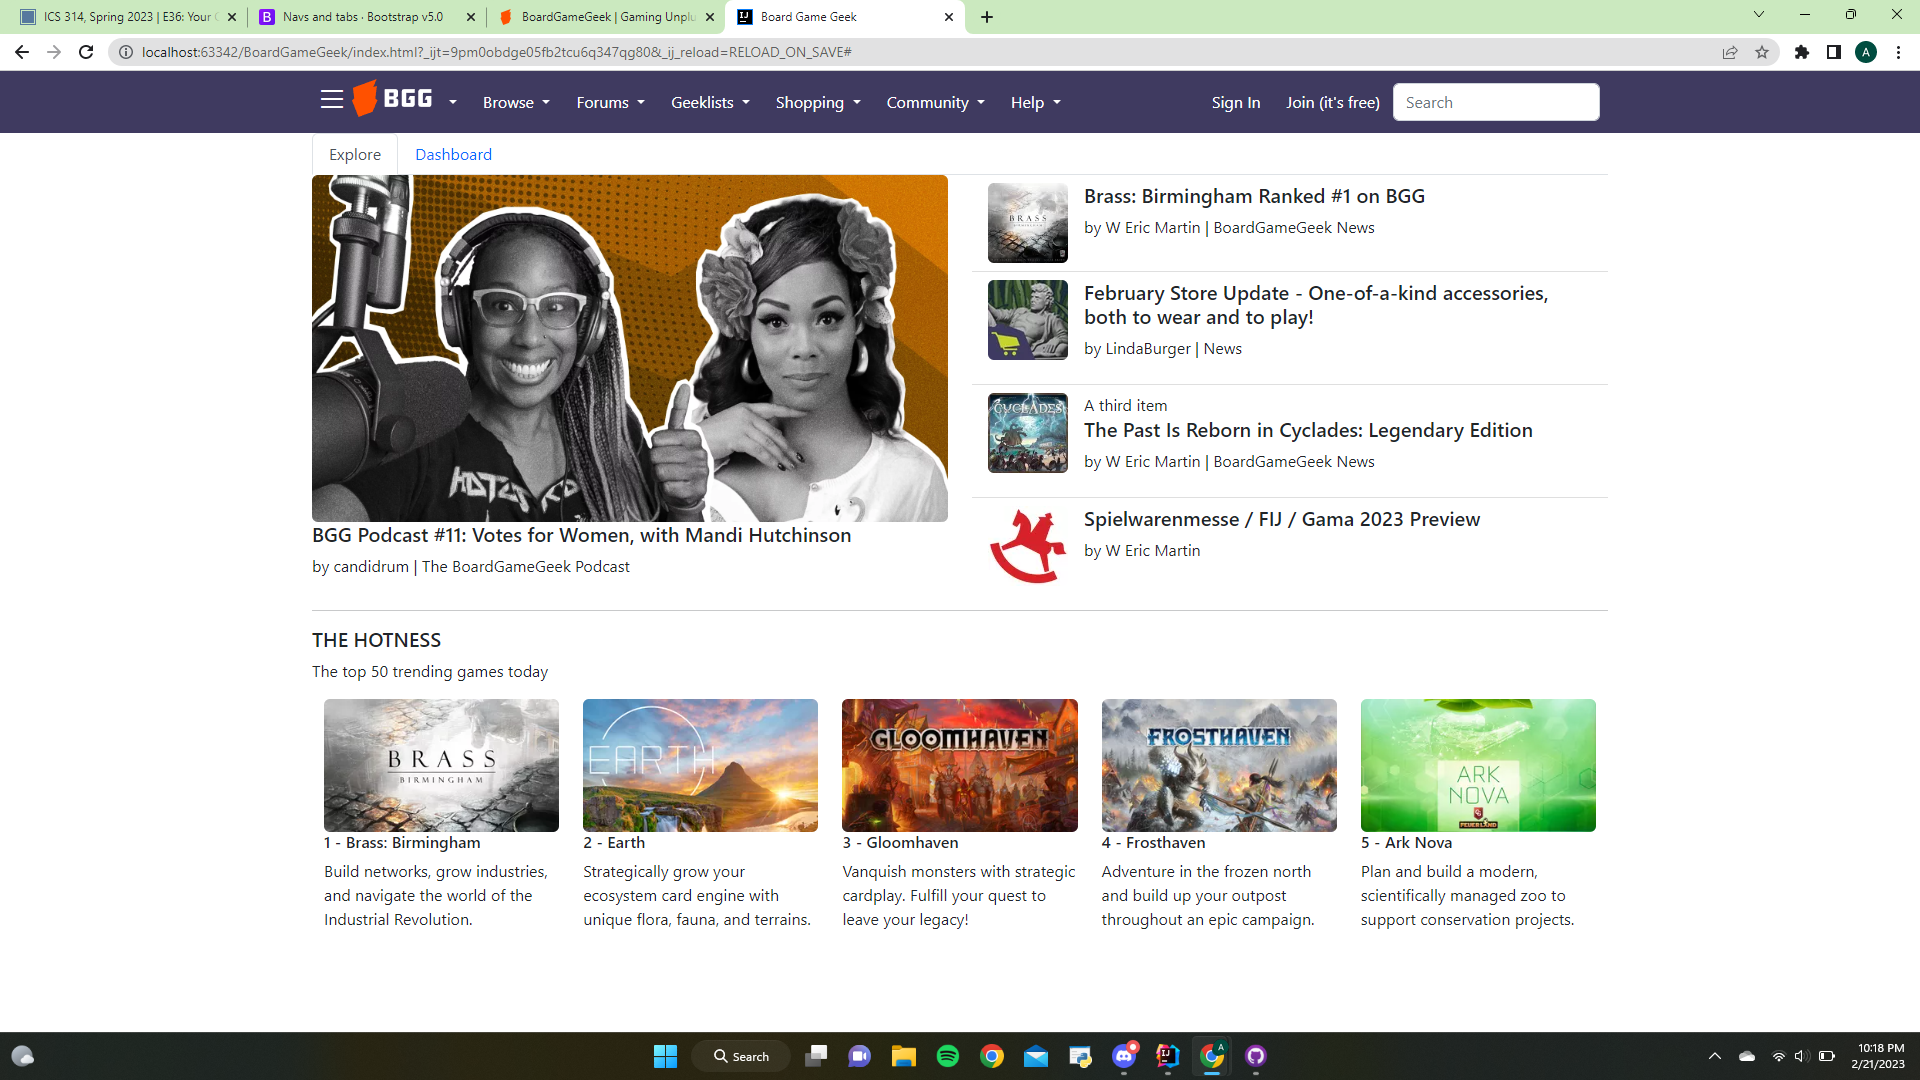 ICS 314, Spring 2023 | E36: Your C
Navs and tabs · Bootstrap v5.0
BoardGameGeek | Gaming Unplu
Board Game Geek
localhost:63342/BoardGameGeek/index.html?_ijt=9pm0obdge05fb2tcu6q347qg80&_ij_reload=RELOAD_ON_SAVE#
A
BGG Browse Forums Geeklists Shopping Community Help Sign In Join (it's free) Search
Explore Dashboard
BGG Podcast #11: Votes for Women, with Mandi Hutchinson
by candidrum | The BoardGameGeek Podcast
BRASS
BIRMINGHAM
Brass: Birmingham Ranked #1 on BGG
by W Eric Martin | BoardGameGeek News
February Store Update - One-of-a-kind accessories,
both to wear and to play!
by LindaBurger | News
CYCLADES
A third item
The Past Is Reborn in Cyclades: Legendary Edition
by W Eric Martin | BoardGameGeek News
Spielwarenmesse / FIJ / Gama 2023 Preview
by W Eric Martin
THE HOTNESS
The top 50 trending games today
BRASS
BIRMINGHAM
1 - Brass: Birmingham
Build networks, grow industries,
and navigate the world of the
Industrial Revolution.
EARTH
2 - Earth
Strategically grow your
ecosystem card engine with
unique flora, fauna, and terrains.
GLOOMHAVEN
3 - Gloomhaven
Vanquish monsters with strategic
cardplay. Fulfill your quest to
leave your legacy!
FROSTHAVEN
4 - Frosthaven
Adventure in the frozen north
and build up your outpost
throughout an epic campaign.
ARK
NOVA
FEUERLAND
5 - Ark Nova
Plan and build a modern,
scientifically managed zoo to
support conservation projects.
Search
10:18 PM
2/21/2023